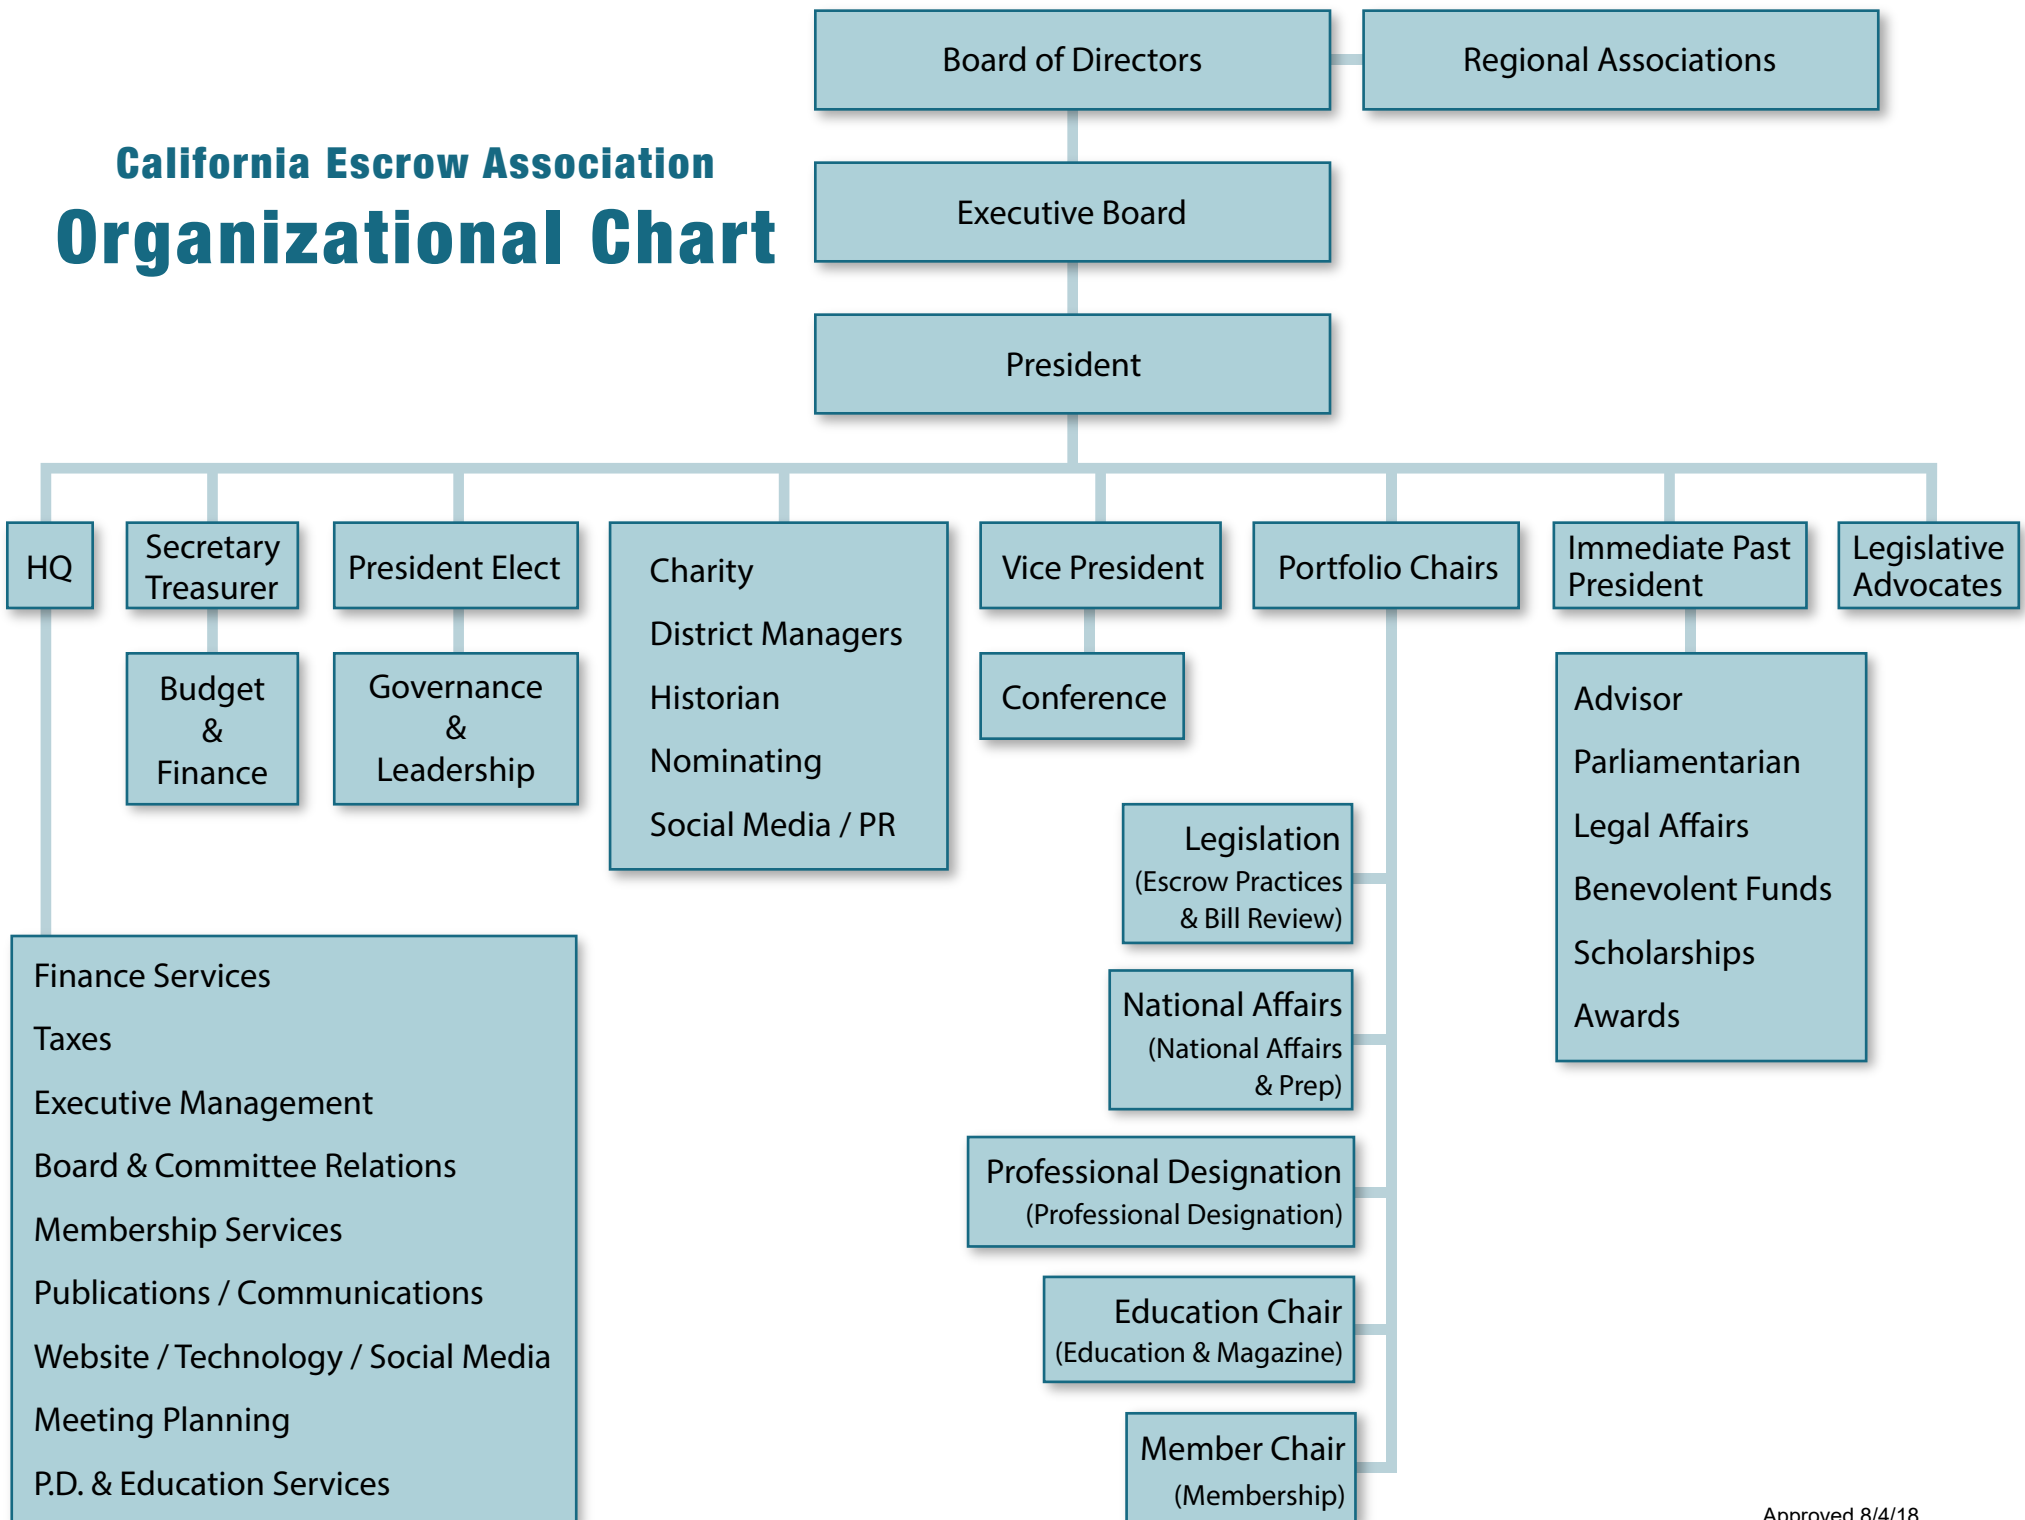 Board of Directors
Regional Associations
California Escrow Association
Organizational Chart
Executive Board
President
HQ
Secretary
Treasurer
President Elect
Charity
District Managers
Historian
Nominating
Social Media / PR
Vice President
Portfolio Chairs
Immediate Past
President
Legislative
Advocates
Budget
&
Finance
Governance
&
Leadership
Conference
Advisor
Parliamentarian
Legal Affairs
Benevolent Funds
Scholarships
Awards
Legislation
(Escrow Practices
& Bill Review)
National Affairs
(National Affairs
& Prep)
Professional Designation
(Professional Designation)
Education Chair
(Education & Magazine)
Member Chair
(Membership)
Finance Services
Taxes
Executive Management
Board & Committee Relations
Membership Services
Publications / Communications
Website / Technology / Social Media
Meeting Planning
P.D. & Education Services
Approved 8/4/18